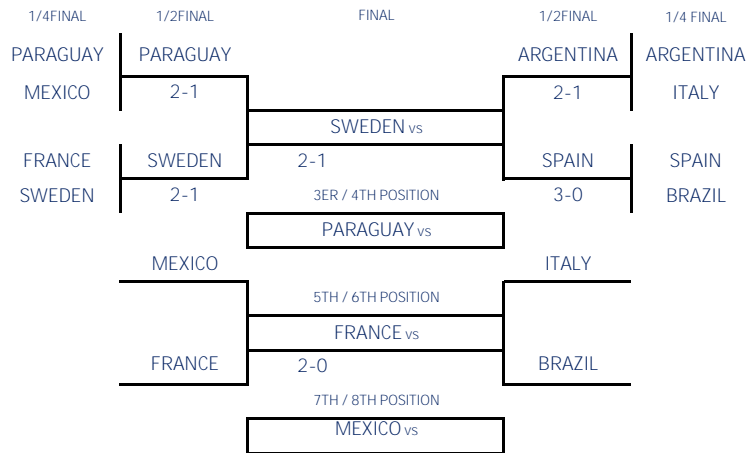 1/4FINAL 1/2FINAL FINAL 1/2FINAL 1/4 FINAL
PARAGUAY PARAGUAY ARGENTINA ARGENTINA
MEXICO 2-1 2-1 ITALY
SWEDEN vs
FRANCE SWEDEN 2-1 SPAIN SPAIN
SWEDEN 2-1 3ER / 4TH POSITION 3-0 BRAZIL
PARAGUAY vs
MEXICO ITALY
5TH / 6TH POSITION
FRANCE vs
FRANCE 2-0 BRAZIL
7TH / 8TH POSITION
MEXICO vs